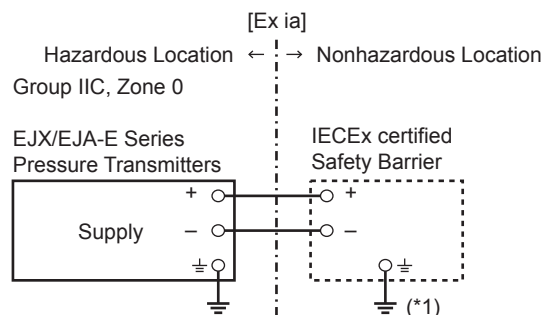 [Ex ia]
Hazardous Location ← → Nonhazardous Location
Group IIC, Zone 0
EJX/EJA-E Series
Pressure Transmitters
IECEx certified
Safety Barrier
+ +
Supply – –
(*1)